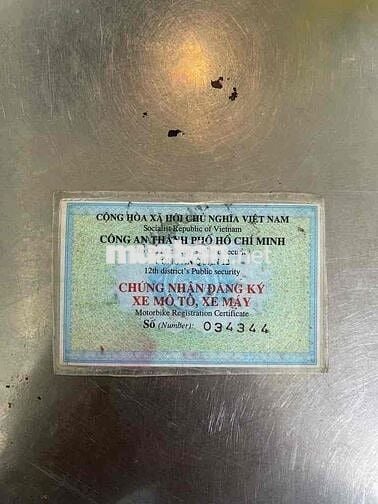 CỘNG HÒA XÃ HỘI CHỦ NGHĨA VIỆT NAM
Socialist Republic of Vietnam
CÔNG AN THÀNH PHỐ HỒ CHÍ MINH
muaban.net
12th district's Public security
CHỨNG NHẬN ĐĂNG KÝ
XE MÔ TÔ, XE MÁY
Motorbike Registration Certificate
Số (Number): 034344